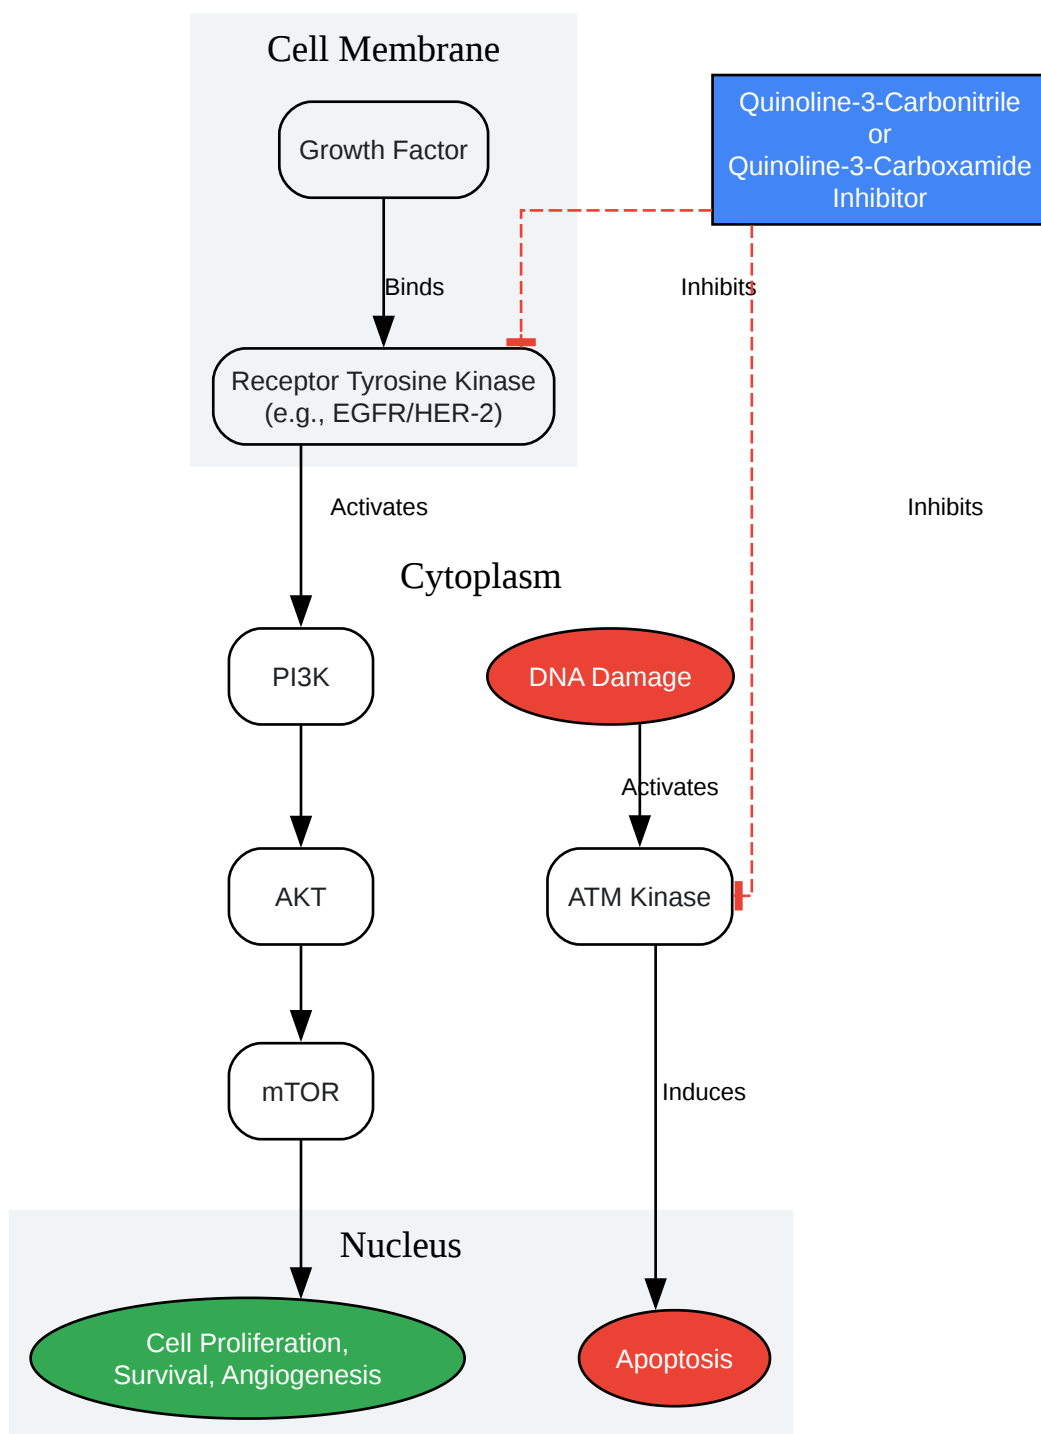 Cell Membrane
Growth Factor
Quinoline-3-Carbonitrile
or
Quinoline-3-Carboxamide
Inhibitor
Binds
Inhibits
Receptor Tyrosine Kinase
(e.g., EGFR/HER-2)
Activates
Inhibits
Cytoplasm
PI3K
DNA Damage
Activates
AKT
ATM Kinase
mTOR
Induces
Nucleus
Cell Proliferation,
Survival, Angiogenesis
Apoptosis